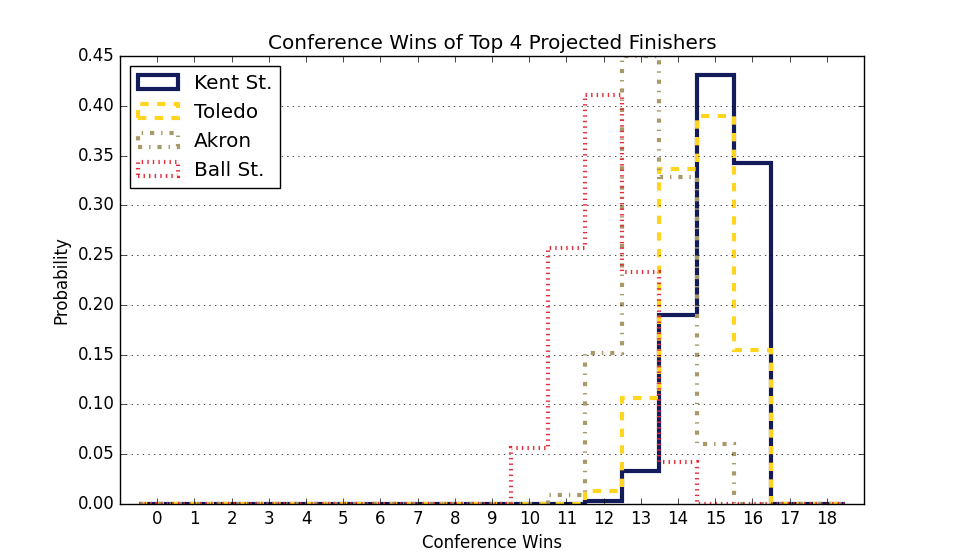 Conference Wins of Top 4 Projected Finishers
0.45
0.40
0.35
0.30
0.25
0.20
0.15
0.10
0.05
0.00
Probability
Kent St.
Toledo
Akron
Ball St.
0 1 2 3 4 5 6 7 8 9 10 11 12 13 14 15 16 17 18
Conference Wins